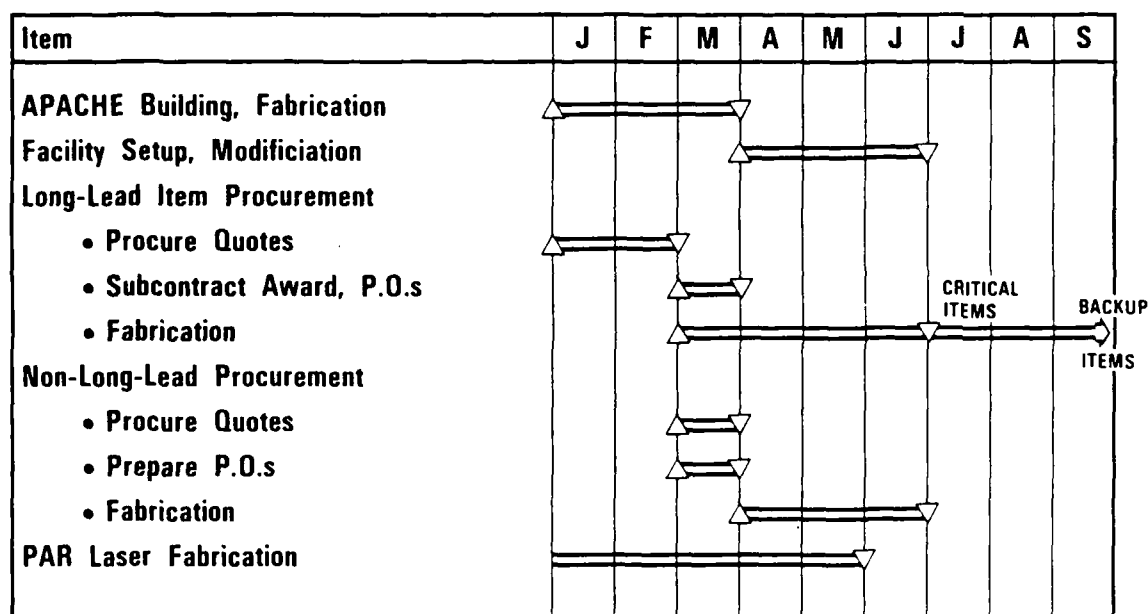 Item J F M A M J J A S
APACHE Building, Fabrication
Facility Setup, Modificiation
Long-Lead Item Procurement
• Procure Quotes
• Subcontract Award, P.O.s
CRITICAL
ITEMS
BACKUP
• Fabrication
ITEMS
Non-Long-Lead Procurement
• Procure Quotes
• Prepare P.O.s
• Fabrication
PAR Laser Fabrication